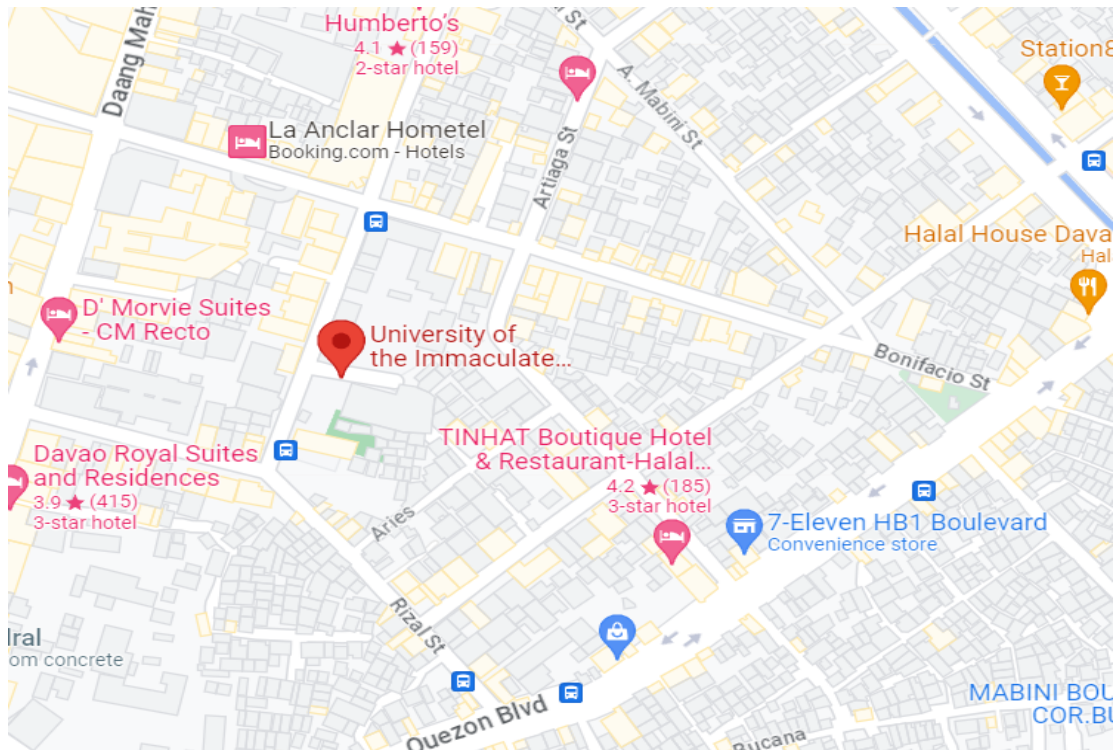 Humberto's
4.1 ★ (159)
2-star hotel
Daang Mah
St
A. Mabini St
Station8
La Anclar Hometel
Booking.com - Hotels
Artiaga St
Halal House Dava
Hal
D' Morvie Suites
- CM Recto
University of
the Immaculate...
Bonifacio St
TINHAT Boutique Hotel
& Restaurant-Halal...
4.2 ★ (185)
3-star hotel
Davao Royal Suites
and Residences
3.9 ★ (415)
3-star hotel
Aries
7-Eleven HB1 Boulevard
Convenience store
Rizal St
dral
om concrete
Quezon Blvd
MABINI BOU
COR.BU
Bucana